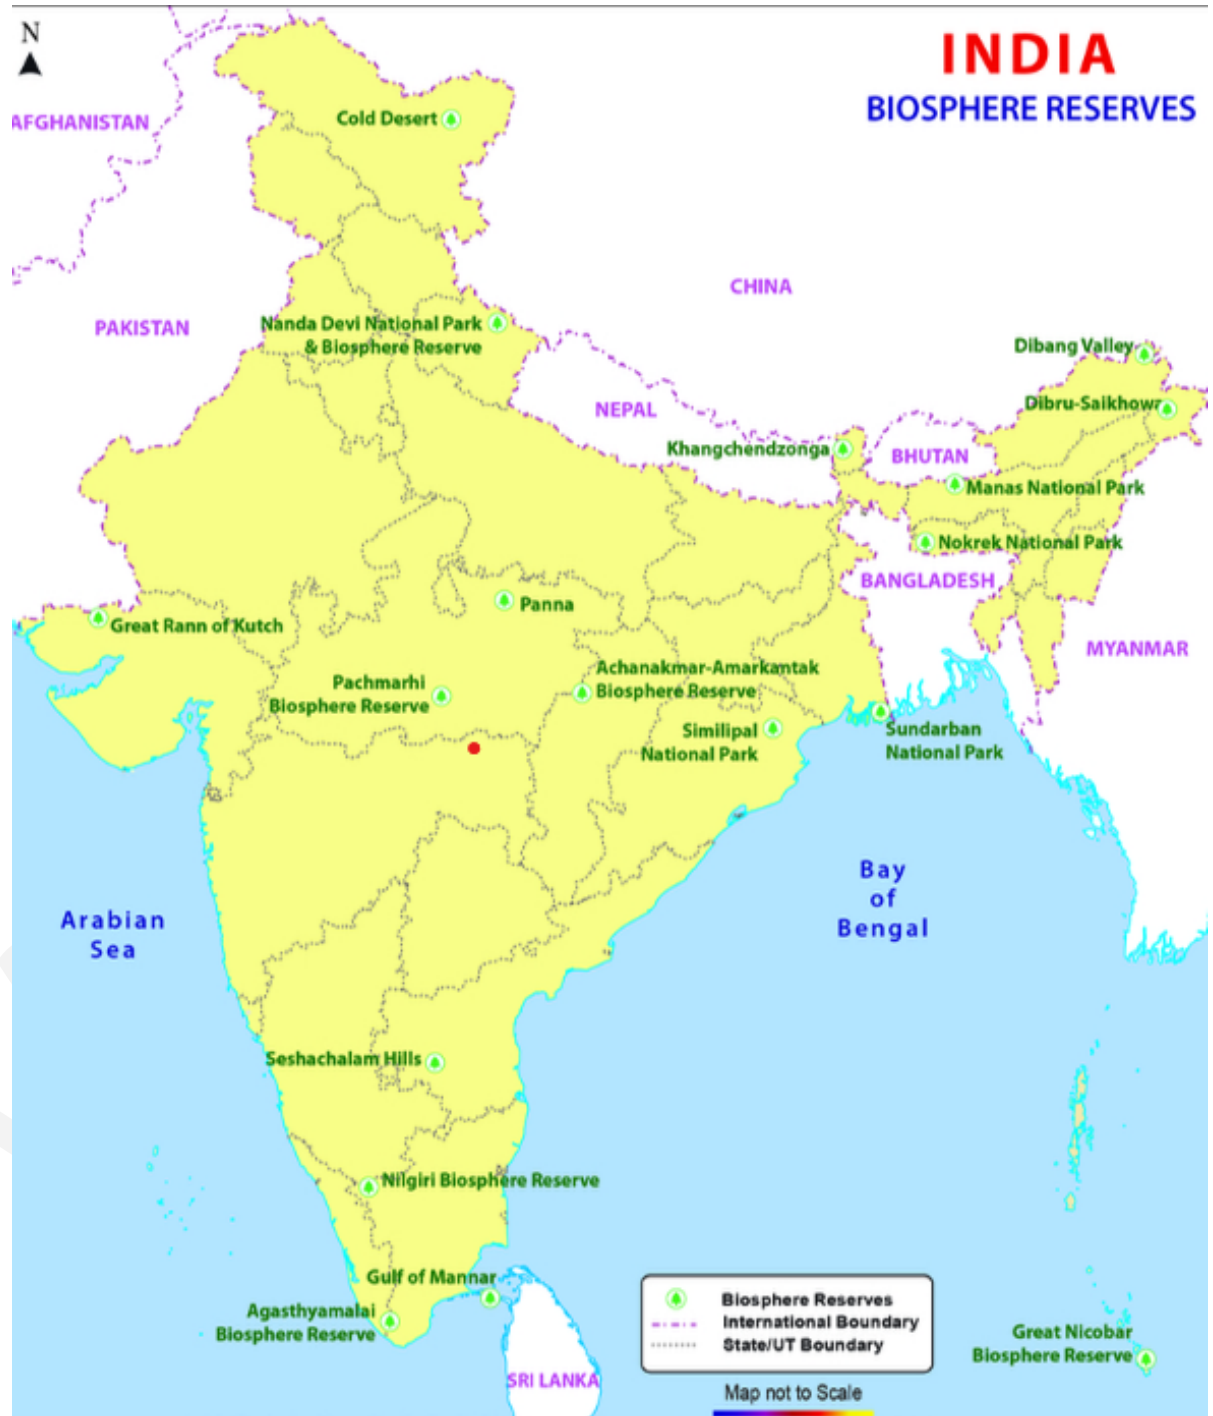 N
INDIA
BIOSPHERE RESERVES
Cold Desert
AFGHANISTAN
CHINA
PAKISTAN
Nanda Devi National Park
& Biosphere Reserve
Dibang Valley
NEPAL
Dibru-Saikhowa
Khangchendzonga
BHUTAN
Manas National Park
Nokrek National Park
BANGLADESH
Panna
Great Rann of Kutch
MYANMAR
Achanakmar-Amarkantak
Biosphere Reserve
Pachmarhi
Biosphere Reserve
Similipal
National Park
Sundarban
National Park
Bay
of
Bengal
Arabian
Sea
Seshachalam Hills
Nilgiri Biosphere Reserve
Gulf of Mannar
Agasthyamalai
Biosphere Reserve
Biosphere Reserves
International Boundary
State/UT Boundary
Great Nicobar
Biosphere Reserve
SRI LANKA
Map not to Scale